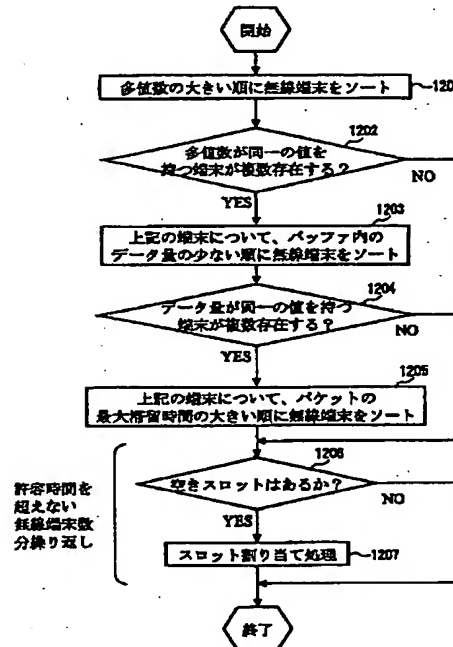 開始
多値数の大きい順に無線端末をソート
120
多値数が同一の値を
持つ端末が複数存在する?
1202
NO
YES
1203
上記の端末について、バッファ内の
データ量の少ない順に無線端末をソート
1204
データ量が同一の値を持つ
端末が複数存在する?
NO
YES
1205
上記の端末について、パケットの
最大滞留時間の大きい順に無線端末をソート
1206
許容時間を
超えない
無線端末数
分繰り返し
空きスロットはあるか?
NO
YES
スロット割り当て処理
1207
終了